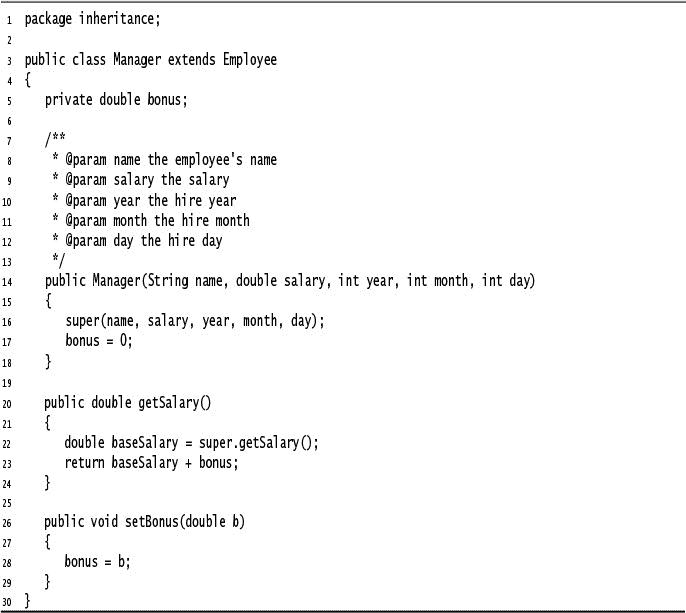 1 package inheritance;
2
3 public class Manager extends Employee
4 {
5    private double bonus;
6
7    /**
8     * @param name the employee's name
9     * @param salary the salary
10     * @param year the hire year
11     * @param month the hire month
12     * @param day the hire day
13     */
14    public Manager(String name, double salary, int year, int month, int day)
15    {
16       super(name, salary, year, month, day);
17       bonus = 0;
18    }
19
20    public double getSalary()
21    {
22       double baseSalary = super.getSalary();
23       return baseSalary + bonus;
24    }
25
26    public void setBonus(double b)
27    {
28       bonus = b;
29    }
30 }